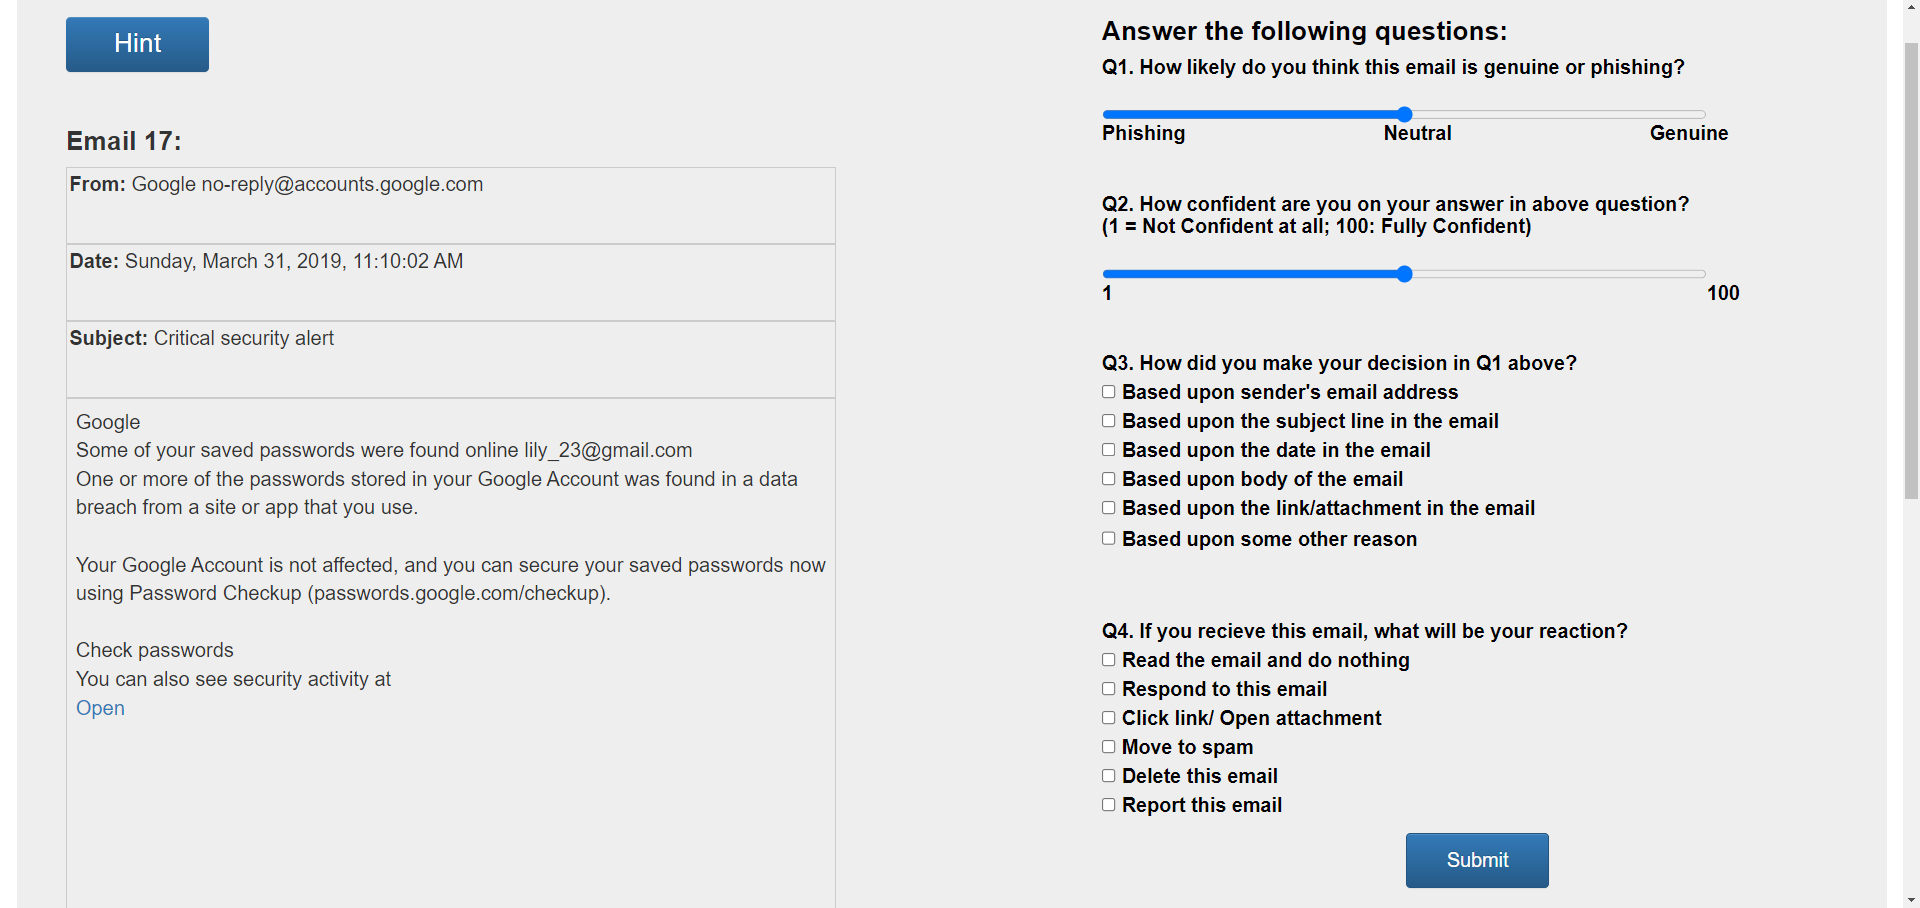 Hint
Email 17:
From: Google no-reply@accounts.google.com
Date: Sunday, March 31, 2019, 11:10:02 AM
Subject: Critical security alert
Google
Some of your saved passwords were found online lily_23@gmail.com
One or more of the passwords stored in your Google Account was found in a data
breach from a site or app that you use.
Your Google Account is not affected, and you can secure your saved passwords now
using Password Checkup (passwords.google.com/checkup).
Check passwords
You can also see security activity at
Open
Answer the following questions:
Q1. How likely do you think this email is genuine or phishing?
Phishing Neutral Genuine
Q2. How confident are you on your answer in above question?
(1 = Not Confident at all; 100: Fully Confident)
1 100
Q3. How did you make your decision in Q1 above?
Based upon sender's email address
Based upon the subject line in the email
Based upon the date in the email
Based upon body of the email
Based upon the link/attachment in the email
Based upon some other reason
Q4. If you recieve this email, what will be your reaction?
Read the email and do nothing
Respond to this email
Click link/ Open attachment
Move to spam
Delete this email
Report this email
Submit